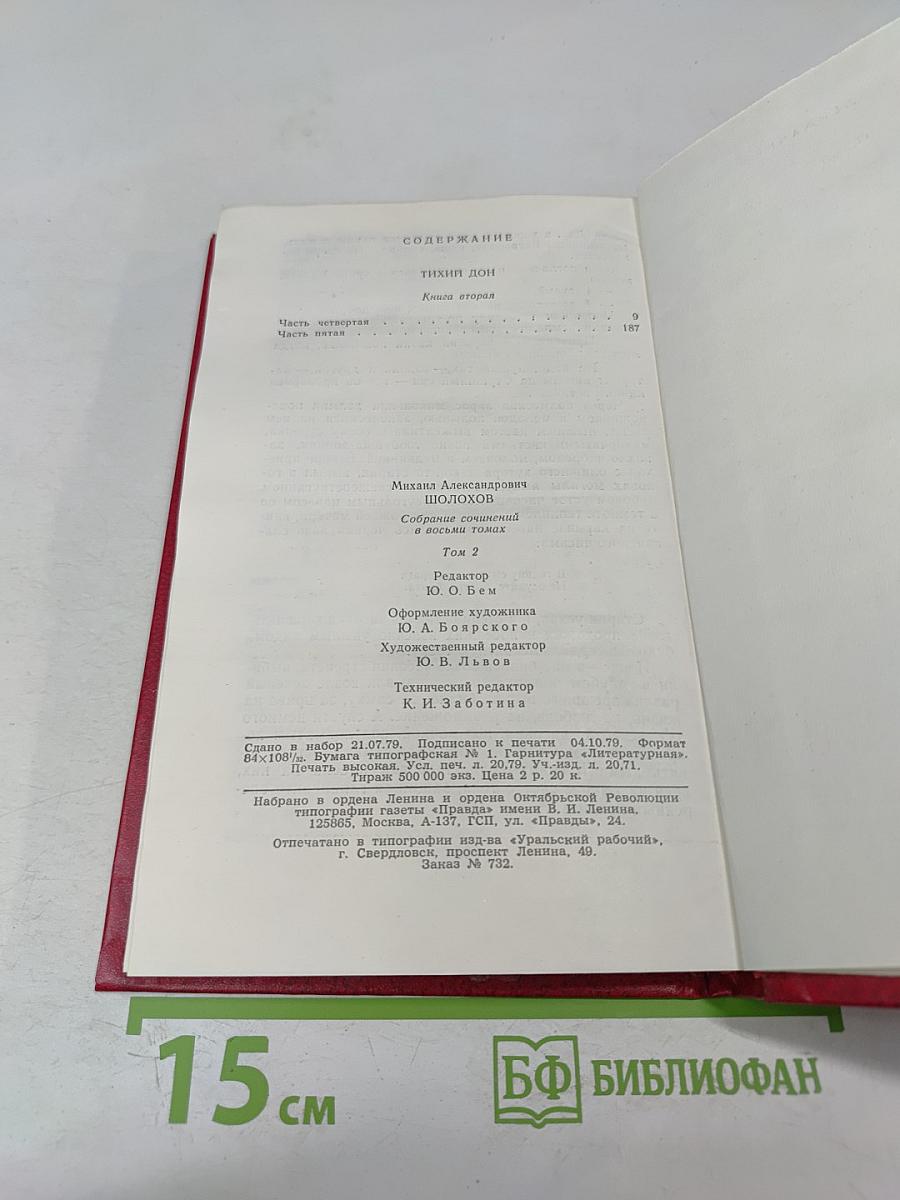 СОДЕРЖАНИЕ
ТИХИЙ ДОН
Книга вторая
Часть четвертая . . . . . . . . . . . . . . 9
Часть пятая . . . . . . . . . . . . . . . 187
Михаил Александрович
ШОЛОХОВ
Собрание сочинений
в восьми томах
Том 2
Редактор
Ю. О. Бем
Оформление художника
Ю. А. Боярского
Художественный редактор
Ю. В. Львов
Технический редактор
К. И. Заботина
Сдано в набор 21.07.79. Подписано к печати 04.10.79. Формат
84×108¹/₃₂. Бумага типографская № 1. Гарнитура «Литературная».
Печать высокая. Усл. печ. л. 20,79. Уч.-изд. л. 20,71.
Тираж 500 000 экз. Цена 2 р. 20 к.
Набрано в ордена Ленина и ордена Октябрьской Революции
типографии газеты «Правда» имени В. И. Ленина,
125865, Москва, А-137, ГСП, ул. «Правды», 24.
Отпечатано в типографии изд-ва «Уральский рабочий»,
г. Свердловск, проспект Ленина, 49.
Заказ № 732.
15 см
БФ БИБЛИОФАН